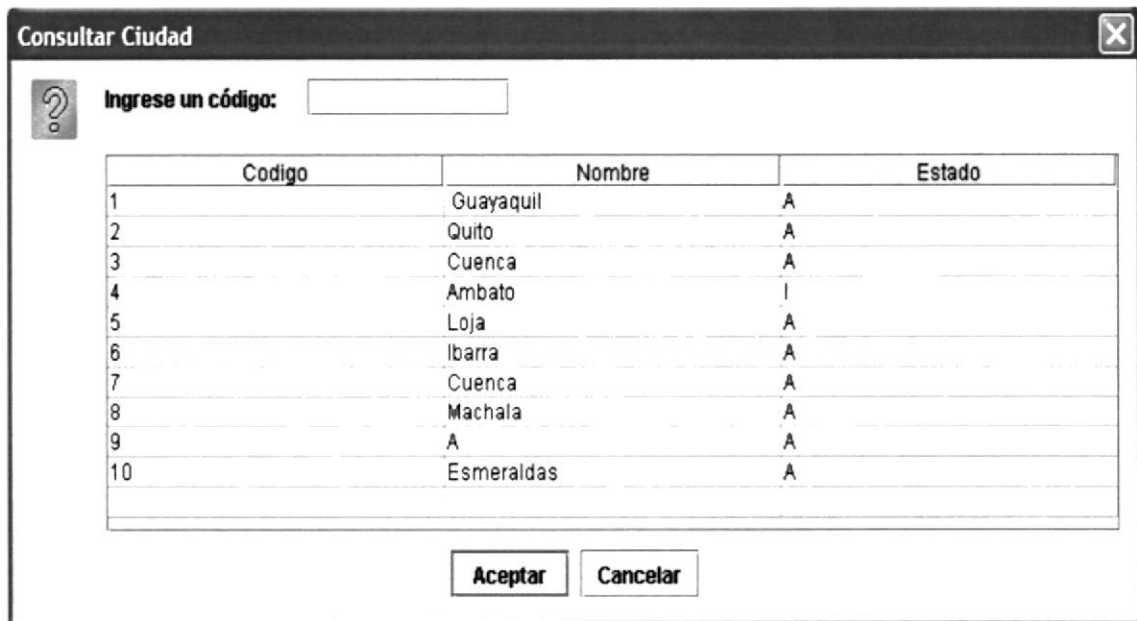 Consultar Ciudad
Ingrese un código:
Codigo Nombre Estado
1 Guayaquil A
2 Quito A
3 Cuenca A
4 Ambato I
5 Loja A
6 Ibarra A
7 Cuenca A
8 Machala A
9 A A
10 Esmeraldas A
Aceptar Cancelar